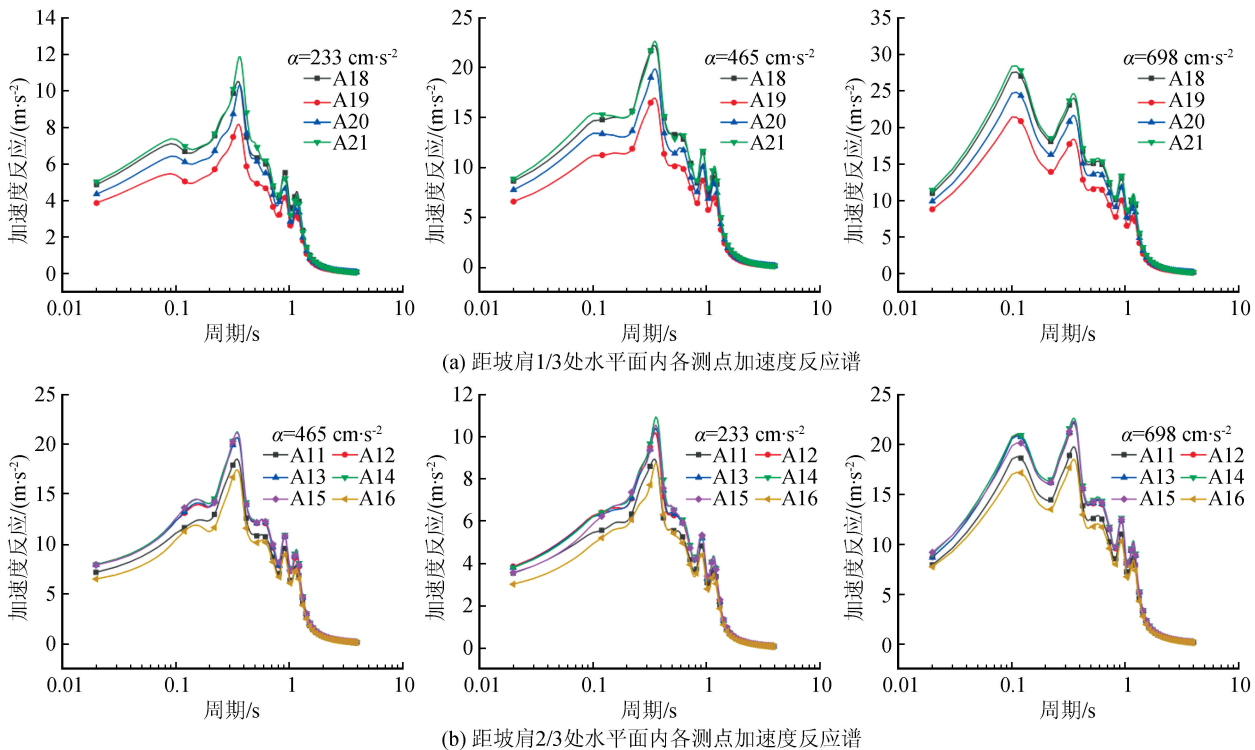 14
12
10
8
6
4
2
0
加速度反应/(m·s⁻²)
α=233 cm·s⁻²
A18
A19
A20
A21
0.01
0.1
1
10
周期/s
25
20
15
10
5
0
加速度反应/(m·s⁻²)
α=465 cm·s⁻²
A18
A19
A20
A21
0.01
0.1
1
10
周期/s
35
30
25
20
15
10
5
0
加速度反应/(m·s⁻²)
α=698 cm·s⁻²
A18
A19
A20
A21
0.01
0.1
1
10
周期/s
(a) 距坡肩1/3处水平面内各测点加速度反应谱
25
20
15
10
5
0
加速度反应/(m·s⁻²)
α=465 cm·s⁻²
A11 A12
A13 A14
A15 A16
0.01
0.1
1
10
周期/s
12
10
8
6
4
2
0
加速度反应/(m·s⁻²)
α=233 cm·s⁻²
A11 A12
A13 A14
A15 A16
0.01
0.1
1
10
周期/s
25
20
15
10
5
0
加速度反应/(m·s⁻²)
α=698 cm·s⁻²
A11 A12
A13 A14
A15 A16
0.01
0.1
1
10
周期/s
(b) 距坡肩2/3处水平面内各测点加速度反应谱